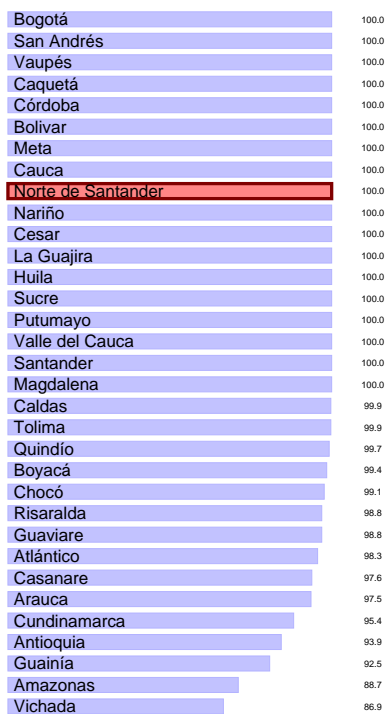 Bogotá 100.0
San Andrés 100.0
Vaupés 100.0
Caquetá 100.0
Córdoba 100.0
Bolivar 100.0
Meta 100.0
Cauca 100.0
Norte de Santander 100.0
Nariño 100.0
Cesar 100.0
La Guajira 100.0
Huila 100.0
Sucre 100.0
Putumayo 100.0
Valle del Cauca 100.0
Santander 100.0
Magdalena 100.0
Caldas 99.9
Tolima 99.9
Quindío 99.7
Boyacá 99.4
Chocó 99.1
Risaralda 98.8
Guaviare 98.8
Atlántico 98.3
Casanare 97.6
Arauca 97.5
Cundinamarca 95.4
Antioquia 93.9
Guainía 92.5
Amazonas 88.7
Vichada 86.9